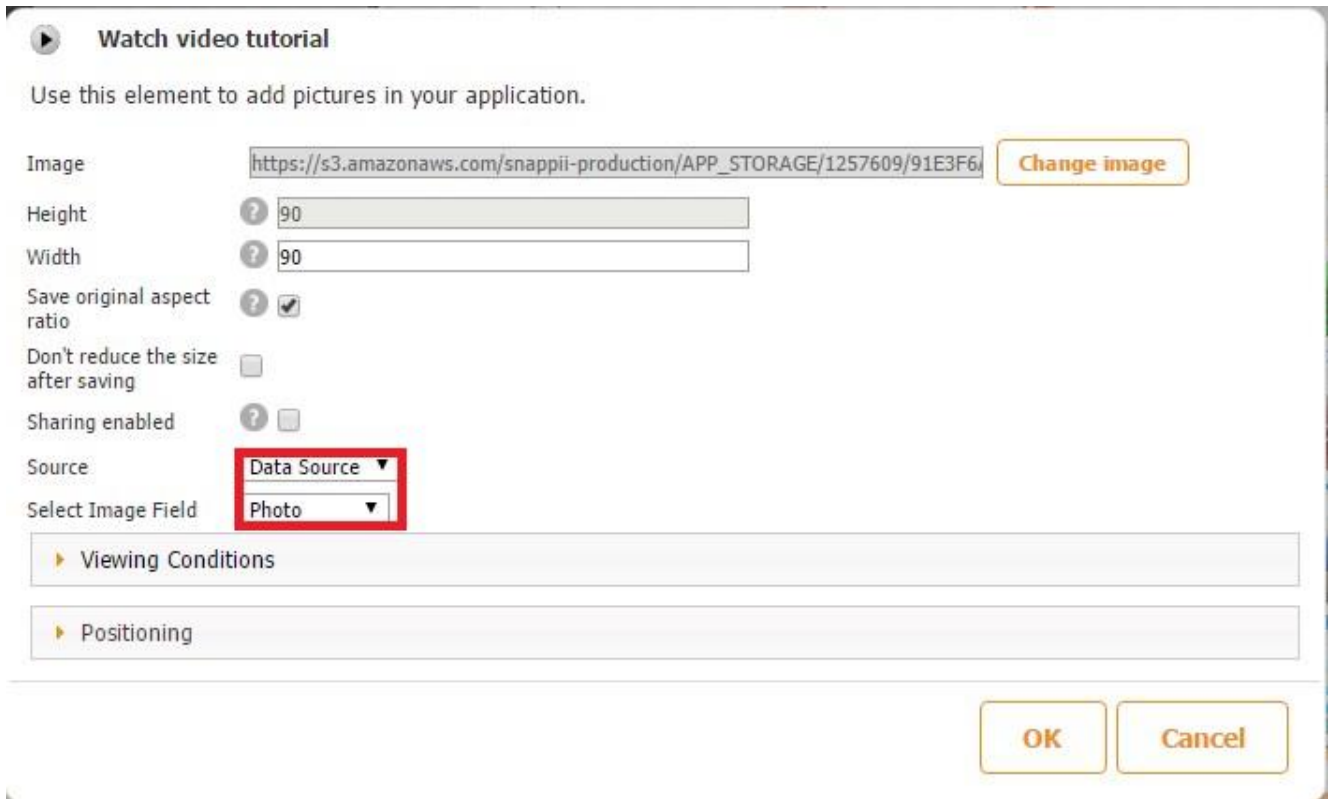 Watch video tutorial
Use this element to add pictures in your application.
Image https://s3.amazonaws.com/snappii-production/APP_STORAGE/1257609/91E3F6 Change image
Height ? 90
Width ? 90
Save original aspect
ratio ?
Don't reduce the size
after saving
Sharing enabled ?
Source Data Source
Select Image Field Photo
Viewing Conditions
Positioning
OK Cancel